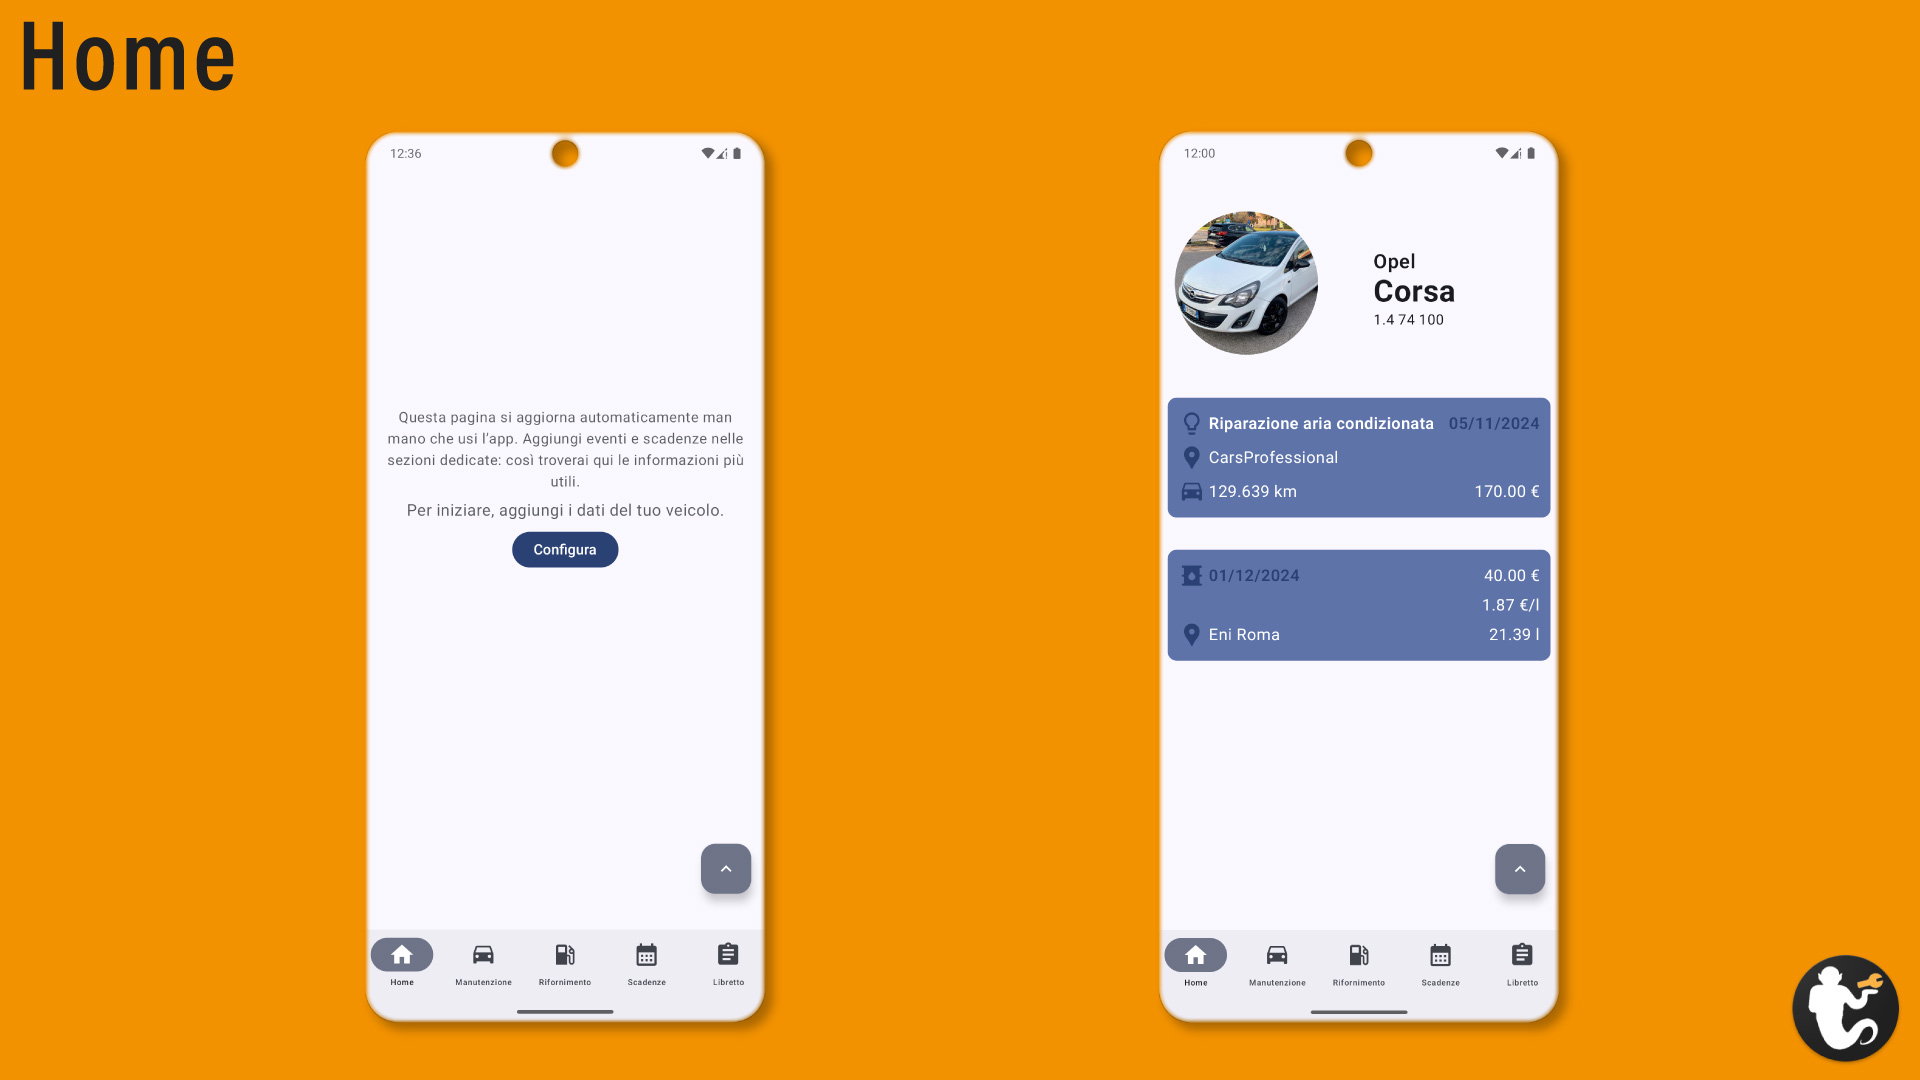 Home
12:36
Questa pagina si aggiorna automaticamente man
mano che usi l'app. Aggiungi eventi e scadenze nelle
sezioni dedicate: così troverai qui le informazioni più
utili.
Per iniziare, aggiungi i dati del tuo veicolo.
Configura
Home Manutenzione Rifornimento Scadenze Libretto
12:00
Opel
Corsa
1.4 74 100
Riparazione aria condizionata 05/11/2024
CarsProfessional
129.639 km 170.00 €
01/12/2024 40.00 €
1.87 €/l
Eni Roma 21.39 l
Home Manutenzione Rifornimento Scadenze Libretto